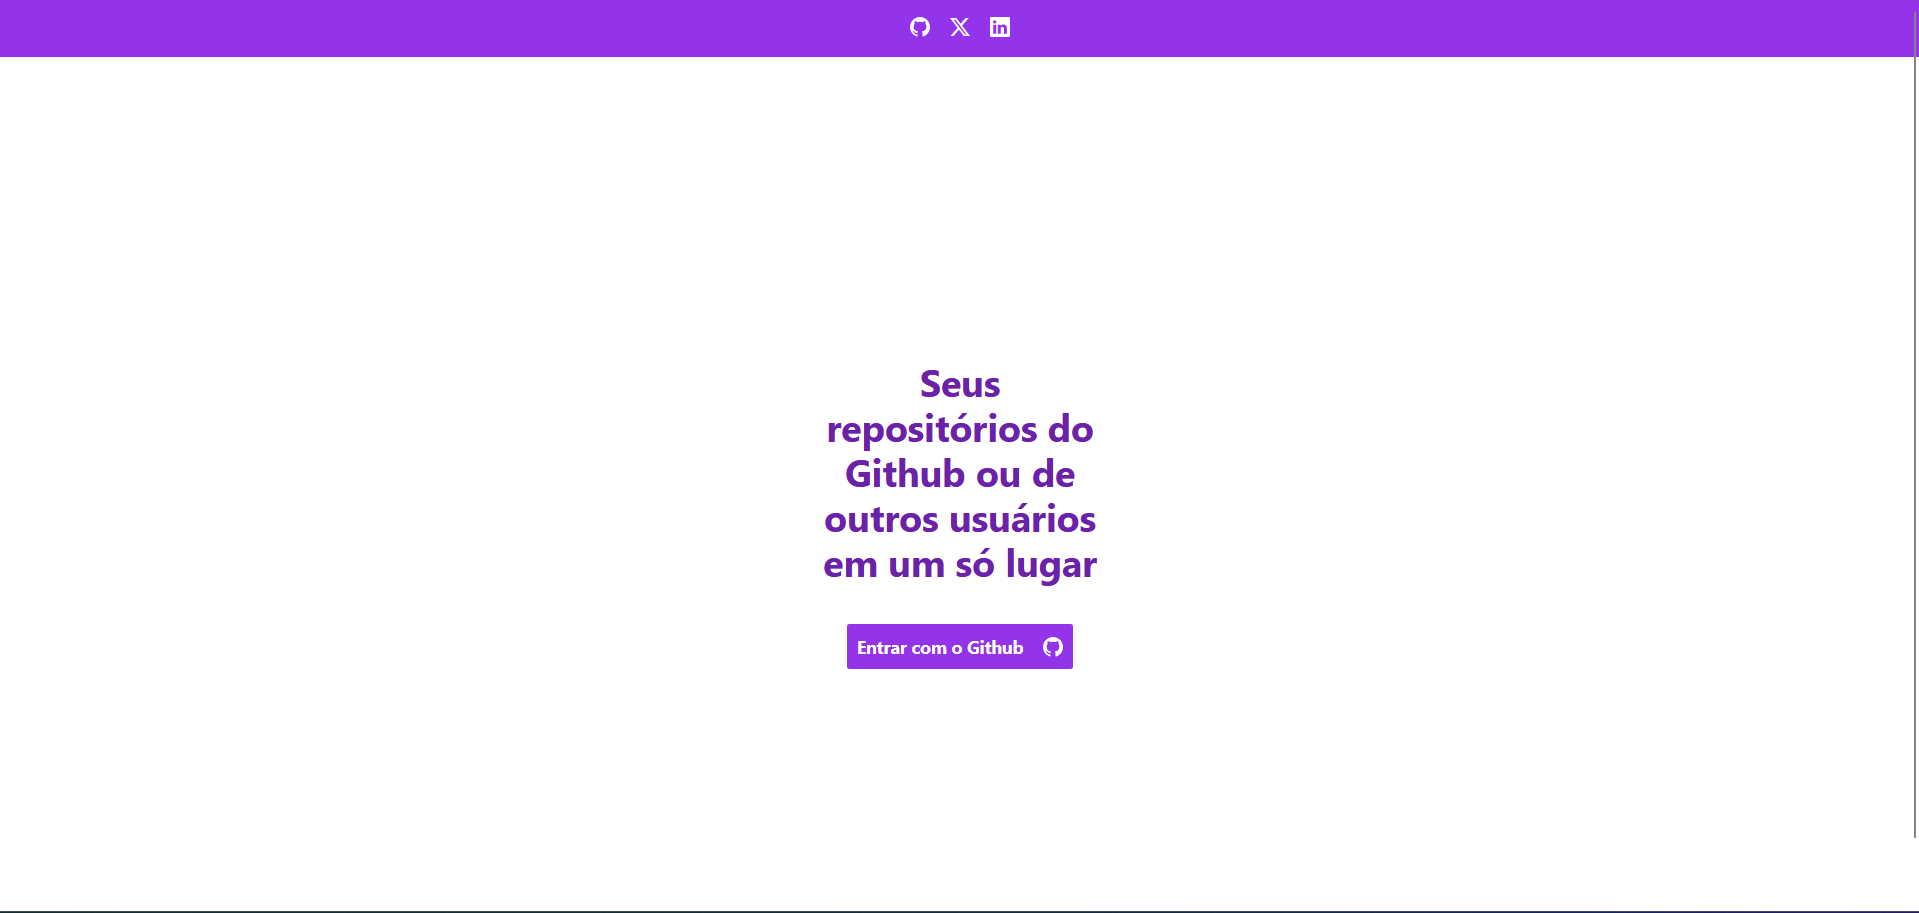 Seus
repositórios do
Github ou de
outros usuários
em um só lugar
Entrar com o Github